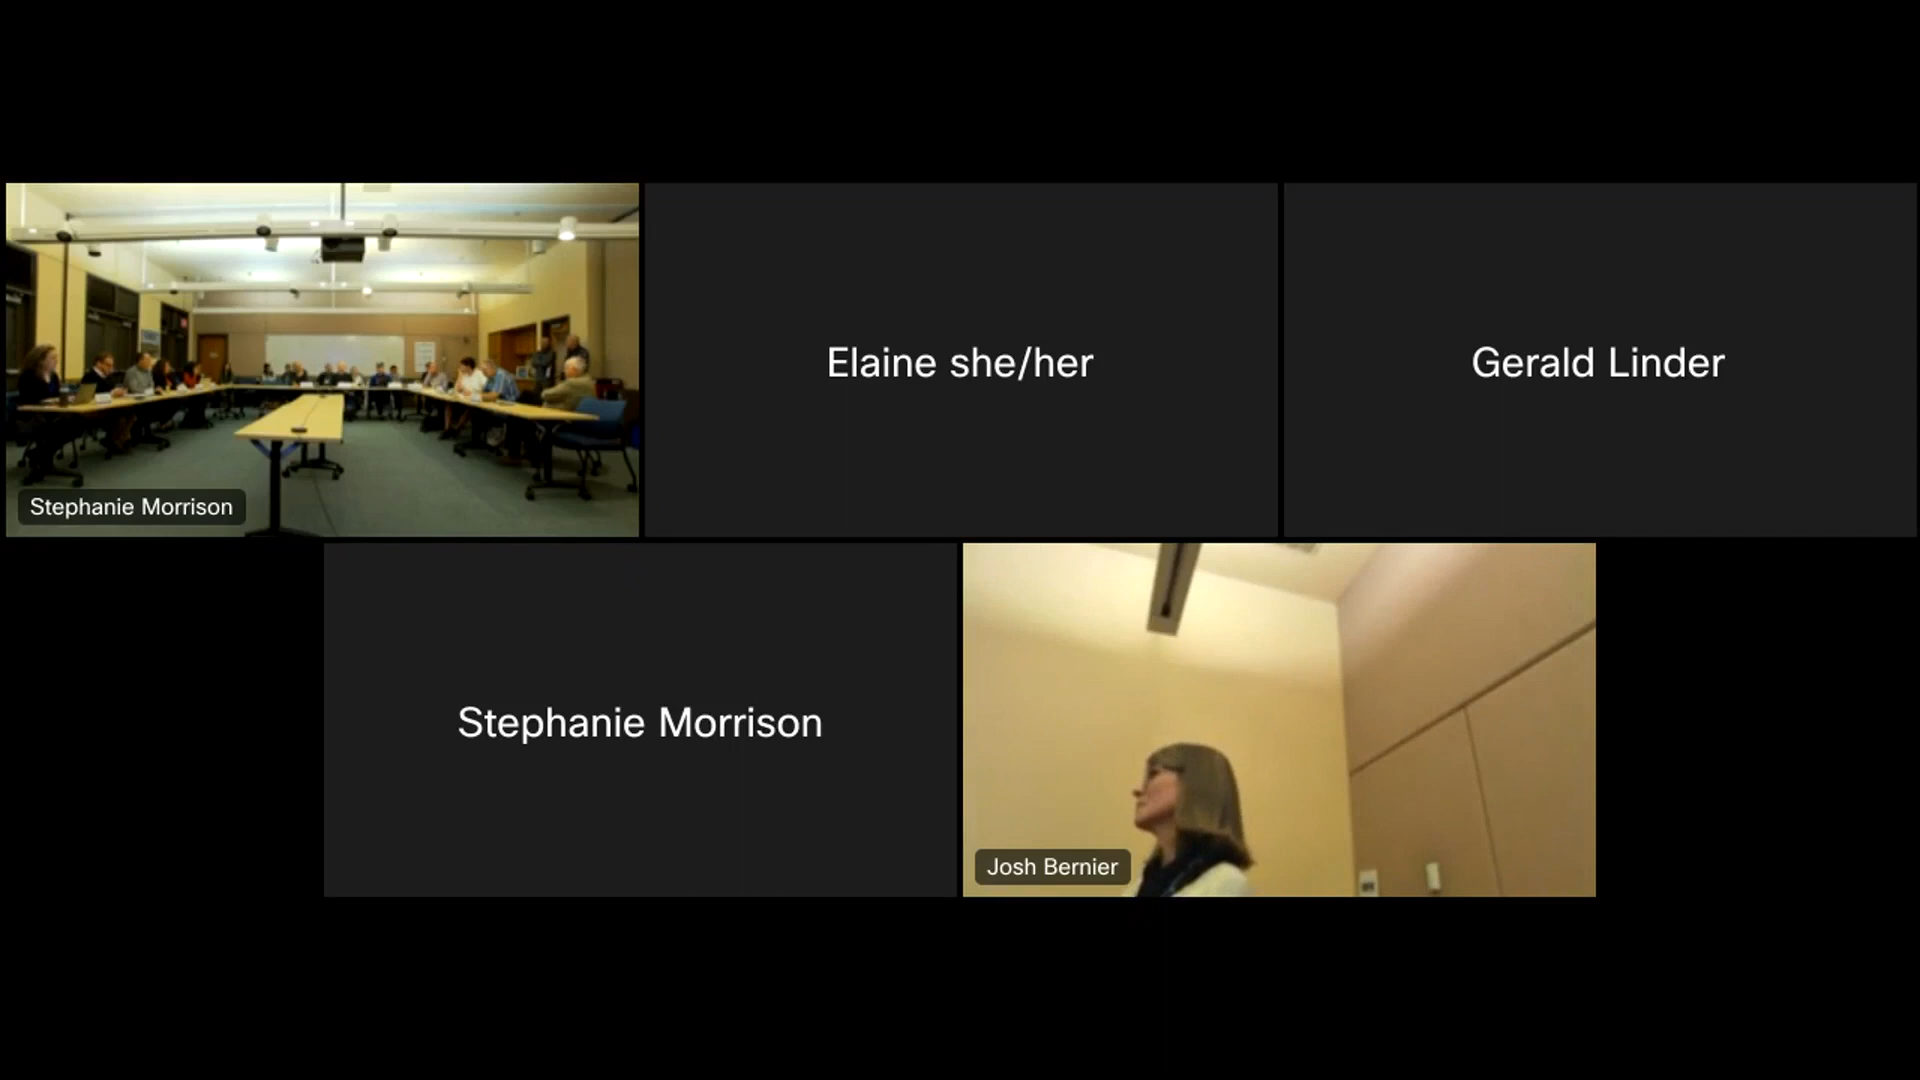 Stephanie Morrison
Elaine she/her
Gerald Linder
Stephanie Morrison
Josh Bernier